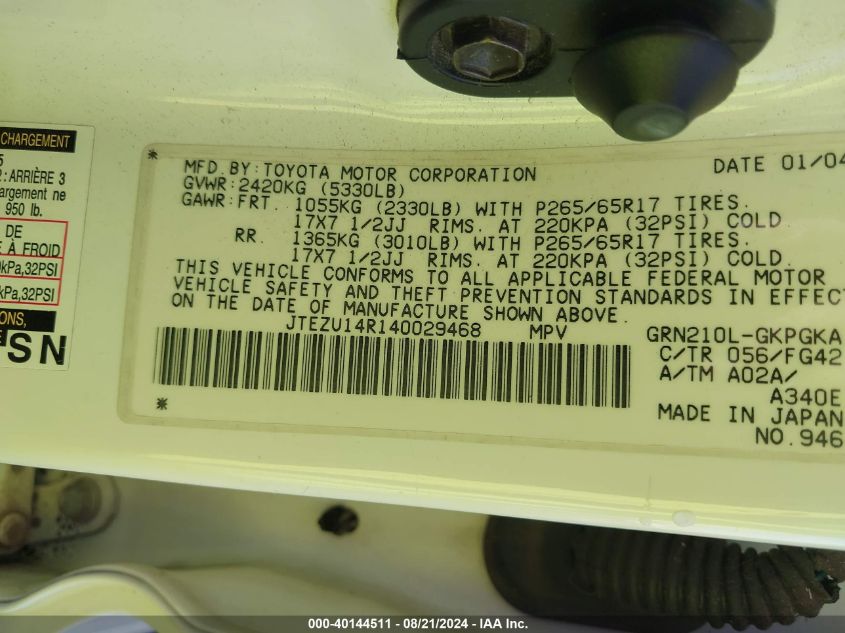 CHARGEMENT
5
2:ARRIÈRE 3
argement ne
950 lb.
DE
E À FROID
0kPa,32PSI
kPa,32PSI
ONS,
SN
* MFD.BY:TOYOTA MOTOR CORPORATION DATE 01/04
GVWR:2420KG (5330LB)
GAWR:FRT. 1055KG (2330LB) WITH P265/65R17 TIRES.
17X7 1/2JJ RIMS. AT 220KPA (32PSI) COLD
RR. 1365KG (3010LB) WITH P265/65R17 TIRES.
17X7 1/2JJ RIMS. AT 220KPA (32PSI) COLD.
THIS VEHICLE CONFORMS TO ALL APPLICABLE FEDERAL MOTOR
VEHICLE SAFETY AND THEFT PREVENTION STANDARDS IN EFFECT
ON THE DATE OF MANUFACTURE SHOWN ABOVE.
JTEZU14R140029468 MPV GRN210L-GKPGKA
C/TR 056/FG42
A/TM A02A/
* A340E
MADE IN JAPAN
NO.946
000-40144511 - 08/21/2024 - IAA Inc.